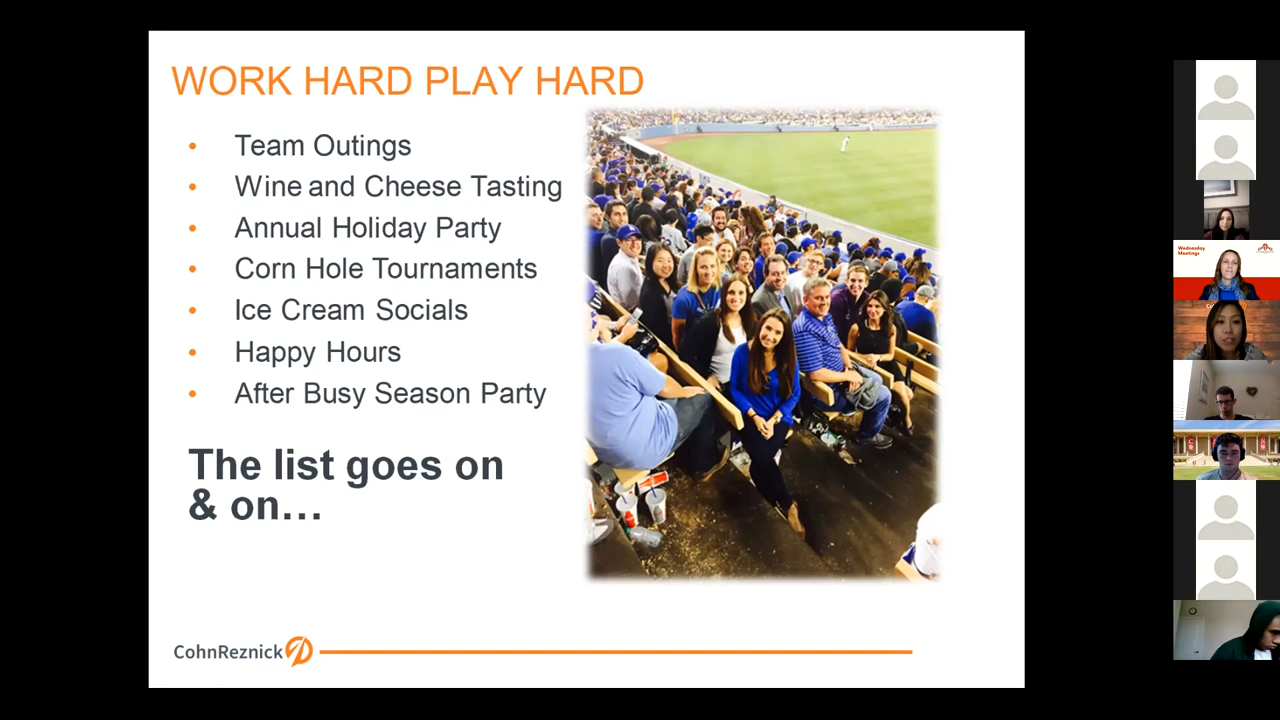 WORK HARD PLAY HARD
• Team Outings
• Wine and Cheese Tasting
• Annual Holiday Party
• Corn Hole Tournaments
• Ice Cream Socials
• Happy Hours
• After Busy Season Party
The list goes on
& on…
CohnReznick
Wednesday
Meetings